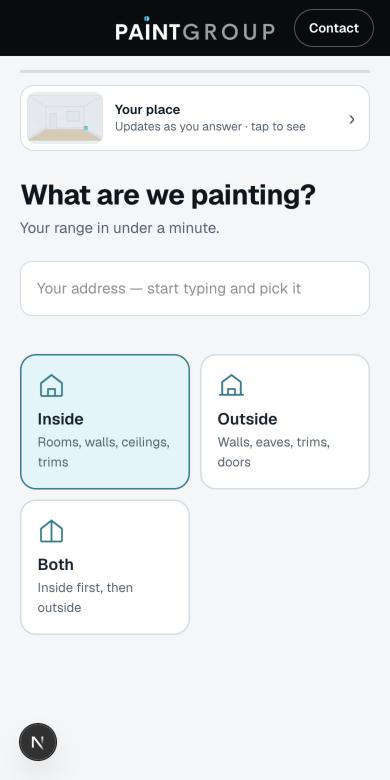 PAINTGROUP
Contact
Your place
Updates as you answer · tap to see
What are we painting?
Your range in under a minute.
Your address — start typing and pick it
Inside
Rooms, walls, ceilings,
trims
Outside
Walls, eaves, trims,
doors
Both
Inside first, then
outside
N